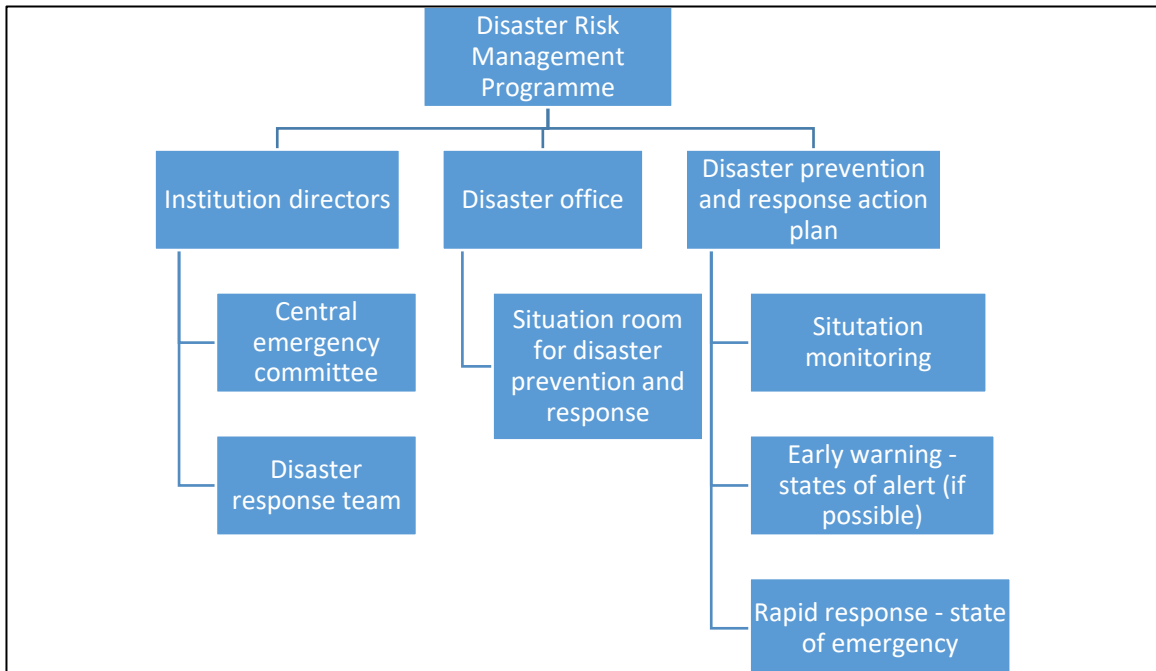 Disaster Risk
Management
Programme
Institution directors
Disaster office
Disaster prevention
and response action
plan
Central
emergency
committee
Situation room
for disaster
prevention and
response
Situtation
monitoring
Disaster
response team
Early warning -
states of alert (if
possible)
Rapid response - state
of emergency